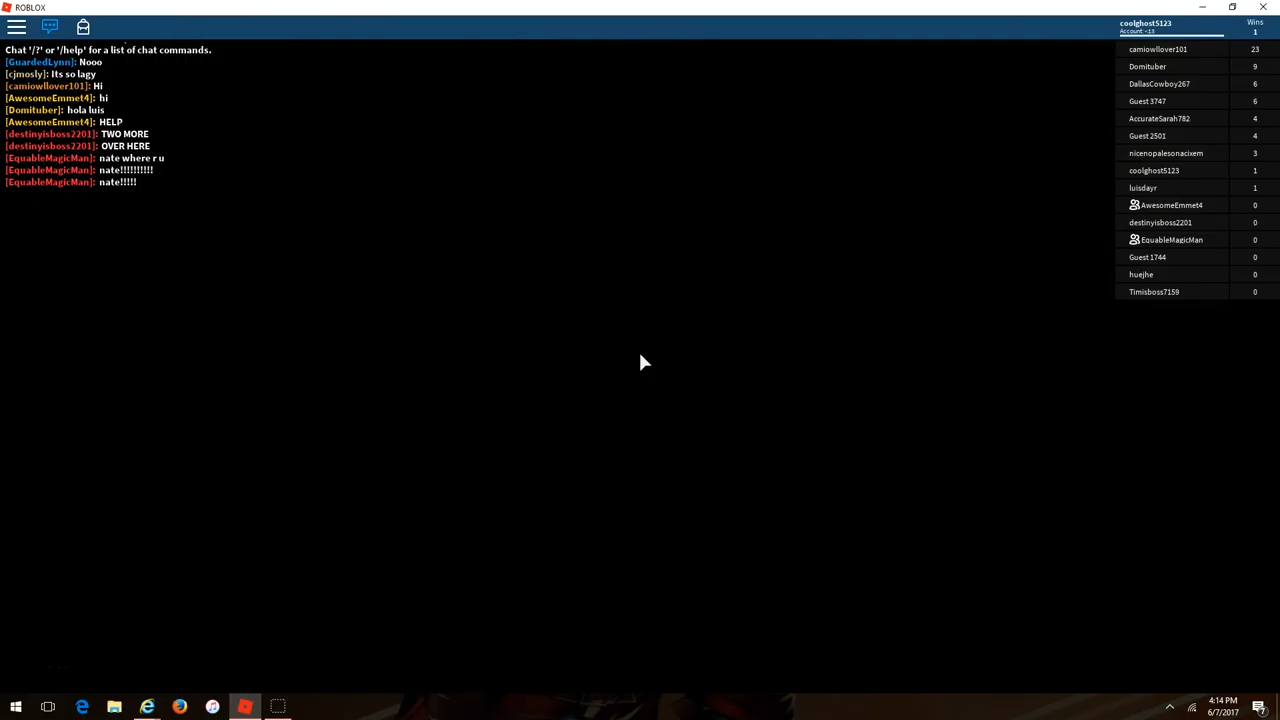 ROBLOX
coolghost5123
Account: <13
Wins
1
Chat '/?' or '/help' for a list of chat commands.
[GuardedLynn]: Nooo
[cjmosly]: Its so lagy
[camiowllover101]: Hi
[AwesomeEmmet4]: hi
[Domituber]: hola luis
[AwesomeEmmet4]: HELP
[destinyisboss2201]: TWO MORE
[destinyisboss2201]: OVER HERE
[EquableMagicMan]: nate where r u
[EquableMagicMan]: nate!!!!!!!!!!
[EquableMagicMan]: nate!!!!!
camiowllover101 23
Domituber 9
DallasCowboy267 6
Guest 3747 6
AccurateSarah782 4
Guest 2501 4
nicenopalesonacixem 3
coolghost5123 1
luisdayr 1
AwesomeEmmet4 0
destinyisboss2201 0
EquableMagicMan 0
Guest 1744 0
huejhe 0
Timisboss7159 0
4:14 PM
6/7/2017
7